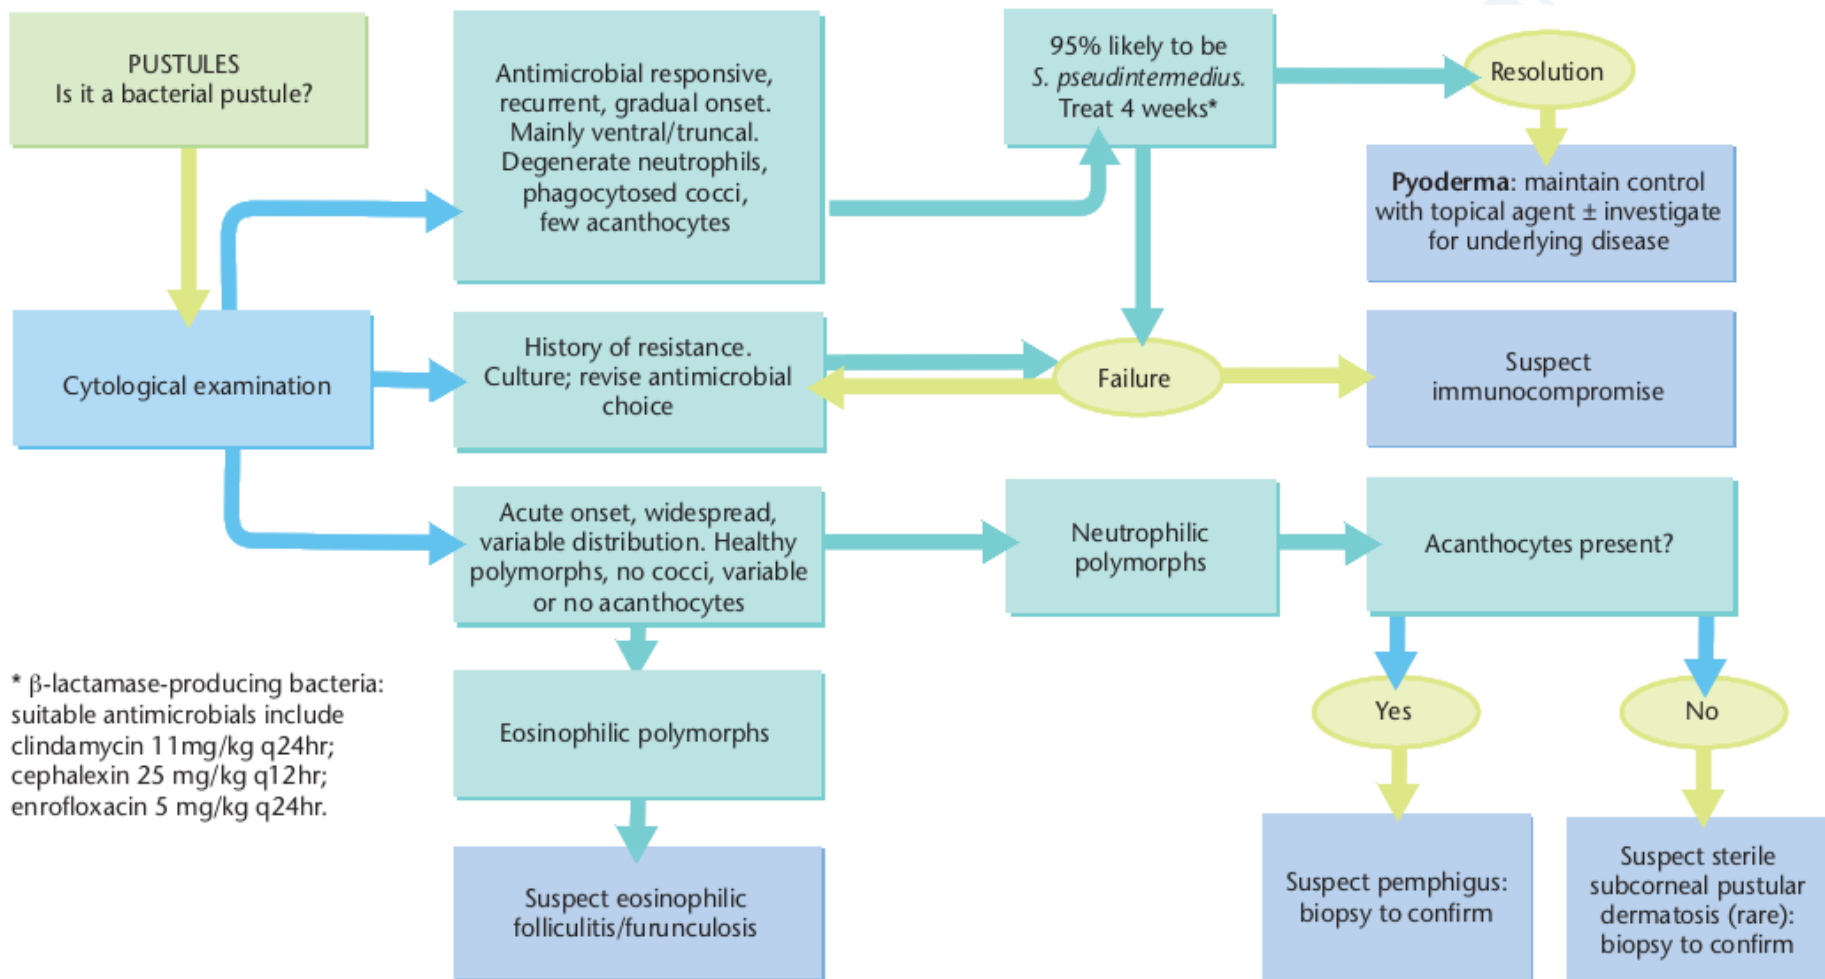 PUSTULES
Is it a bacterial pustule?
Antimicrobial responsive,
recurrent, gradual onset.
Mainly ventral/truncal.
Degenerate neutrophils,
phagocytosed cocci,
few acanthocytes
95% likely to be
S. pseudintermedius.
Treat 4 weeks*
Resolution
Pyoderma: maintain control
with topical agent ± investigate
for underlying disease
Cytological examination
History of resistance.
Culture; revise antimicrobial
choice
Failure
Suspect
immunocompromise
Acute onset, widespread,
variable distribution. Healthy
polymorphs, no cocci, variable
or no acanthocytes
Neutrophilic
polymorphs
Acanthocytes present?
* β-lactamase-producing bacteria:
suitable antimicrobials include
clindamycin 11mg/kg q24hr;
cephalexin 25 mg/kg q12hr;
enrofloxacin 5 mg/kg q24hr.
Eosinophilic polymorphs
Yes
No
Suspect eosinophilic
folliculitis/furunculosis
Suspect pemphigus:
biopsy to confirm
Suspect sterile
subcorneal pustular
dermatosis (rare):
biopsy to confirm